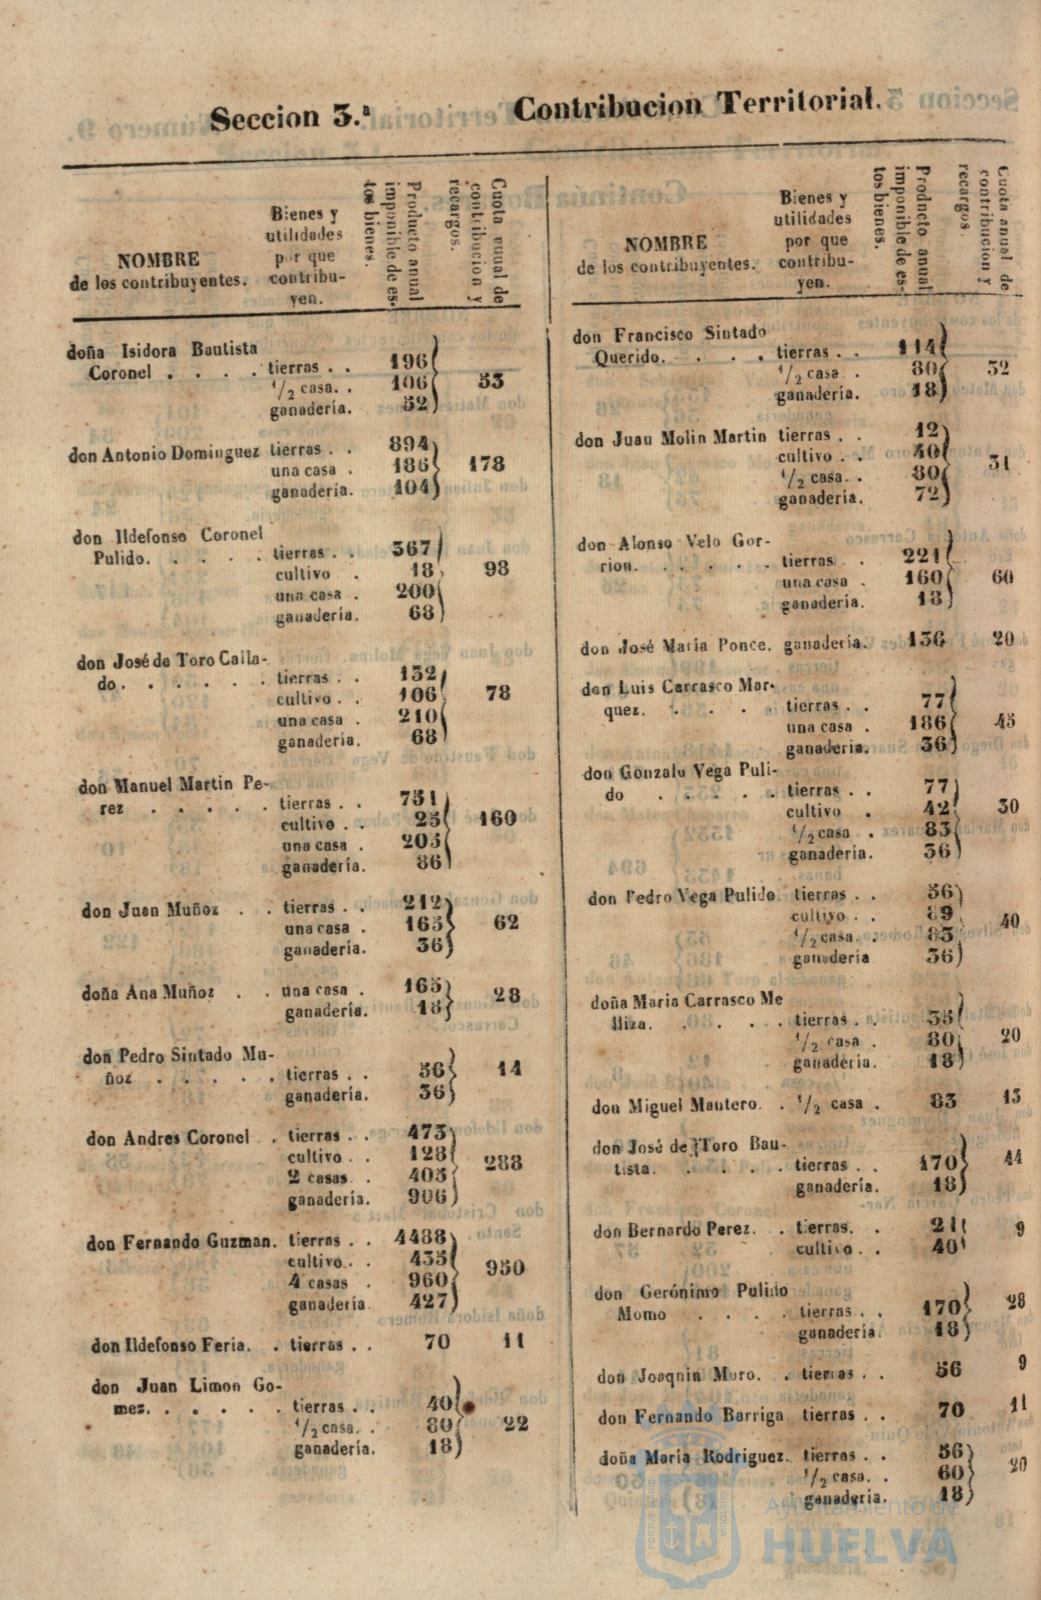 Seccion 3.ª Contribucion Territorial.
NOMBRE
de los contribuyentes.
Bienes y
utilidades
por que
contribu-
yen.
Producto anual
imponible de es-
tos bienes.
Cuota anual de
contribucion y
recargos.
doña Isidora Bautista
Coronel . . . . tierras . . 196
1/2 casa. . 106 53
ganadería. 52
don Antonio Dominguez tierras . . 894
una casa . 186 178
ganadería. 104
don Ildefonso Coronel
Pulido. . . . . tierras . . 367
cultivo . 18 98
una casa . 200
ganadería. 68
don José de Toro Calla-
do. . . . . . . tierras . . 132
cultivo . . 106 78
una casa . 210
ganadería. 68
don Manuel Martin Pe-
rez . . . . . . tierras . . 751
cultivo . . 25 160
una casa . 205
ganadería. 86
don Juan Muñoz . . tierras . . 212
una casa . 165 62
ganadería. 36
doña Ana Muñoz . . una casa . 165 28
ganadería. 18
don Pedro Sintado Mu-
ñoz . . . . . . tierras . . 56 14
ganadería. 36
don Andres Coronel . tierras . . 473
cultivo . . 128 288
2 casas . 405
ganadería. 906
don Fernando Guzman. tierras . . 4488
cultivo. . 435 950
4 casas . 960
ganadería 427
don Ildefonso Feria. . tierras . . 70 11
don Juan Limon Go-
mez. . . . . . tierras . . 40
1/2 casa. . 80 22
ganadería. 18
NOMBRE
de los contribuyentes.
Bienes y
utilidades
por que
contribu-
yen.
Producto anual
imponible de es-
tos bienes.
Cuota anual de
contribucion y
recargos.
don Francisco Sintado
Querido. . . . . tierras . . 114
1/2 casa . 80 32
ganadería. 18
don Juan Molin Martin tierras . . 12
cultivo . . 40 31
1/2 casa. . 80
ganadería. 72
don Alonso Velo Gor-
rion. . . . . . tierras . . 221
una casa . 160 60
ganadería. 18
don José Maria Ponce. ganadería. 136 20
don Luis Carrasco Mar-
quez. . . . . tierras . . 77
una casa . 186 45
ganadería. 36
don Gonzalo Vega Puli-
do . . . . . tierras . . 77
cultivo . 42 30
1/2 casa . 83
ganadería. 36
don Pedro Vega Pulido. tierras . . 56
cultivo . . 89 40
1/2 casa. . 83
ganadería 36
doña Maria Carrasco Me
lliza. . . . . . tierras . . 35
1/2 casa . 80 20
ganadería. 18
don Miguel Mantero. . 1/2 casa . 83 13
don José de Toro Bau-
tista. . . . . . tierras . . 170 44
ganadería. 18
don Bernardo Perez. . tierras. . 21 9
cultivo . . 40
don Gerónimo Pulido
Momo . . . . tierras . . 170 28
ganadería. 18
don Joaquin Moro. . tierras . . 56 9
don Fernando Barriga tierras . . 70 11
doña María Rodriguez. tierras . . 56
1/2 casa. . 60 20
ganadería. 18
Ayuntamiento de
HUELVA